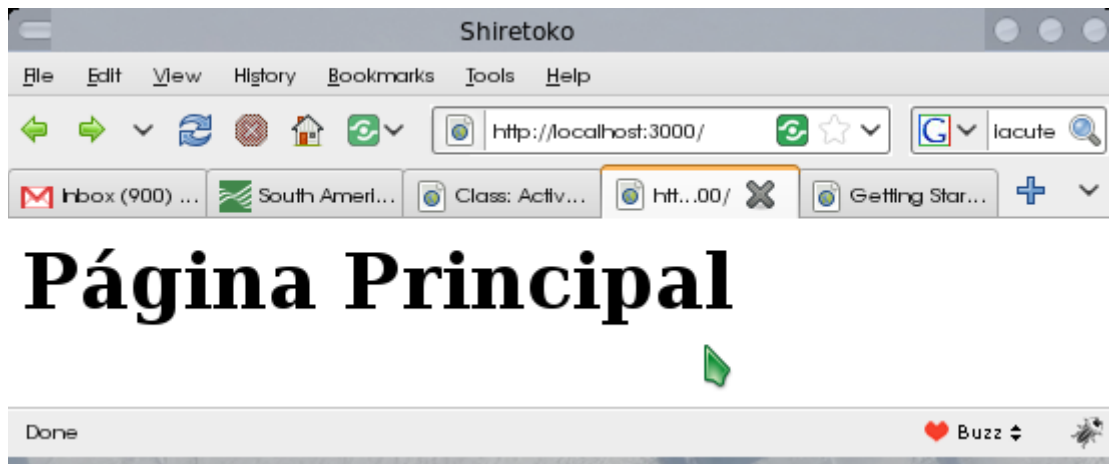 Shiretoko
File Edit View History Bookmarks Tools Help
http://localhost:3000/ G iacute
Inbox (900) ... South Ameri... Class: Activ... htt...00/ Getting Star...
Página Principal
Done Buzz